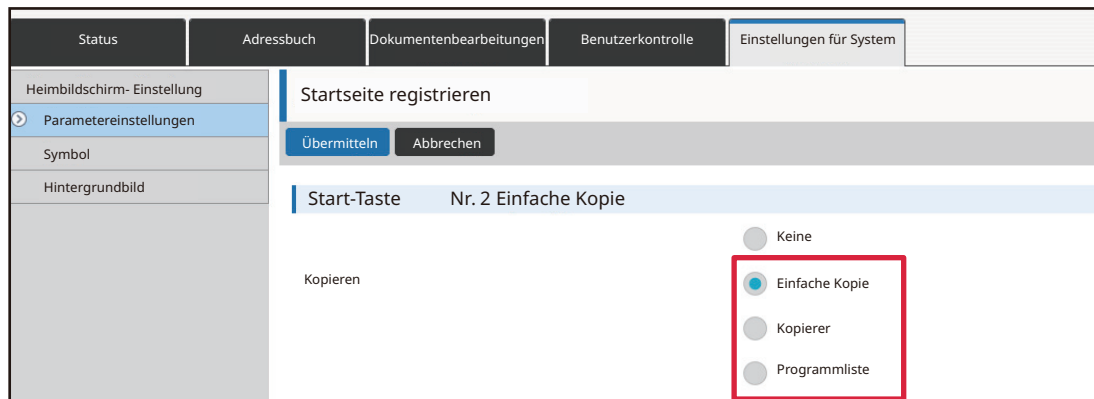 Status Adressbuch Dokumentenbearbeitungen Benutzerkontrolle Einstellungen für System
Heimbildschirm- Einstellung
Parametereinstellungen
Symbol
Hintergrundbild
Startseite registrieren
Übermitteln Abbrechen
Start-Taste Nr. 2 Einfache Kopie
Keine
Kopieren
Einfache Kopie
Kopierer
Programmliste